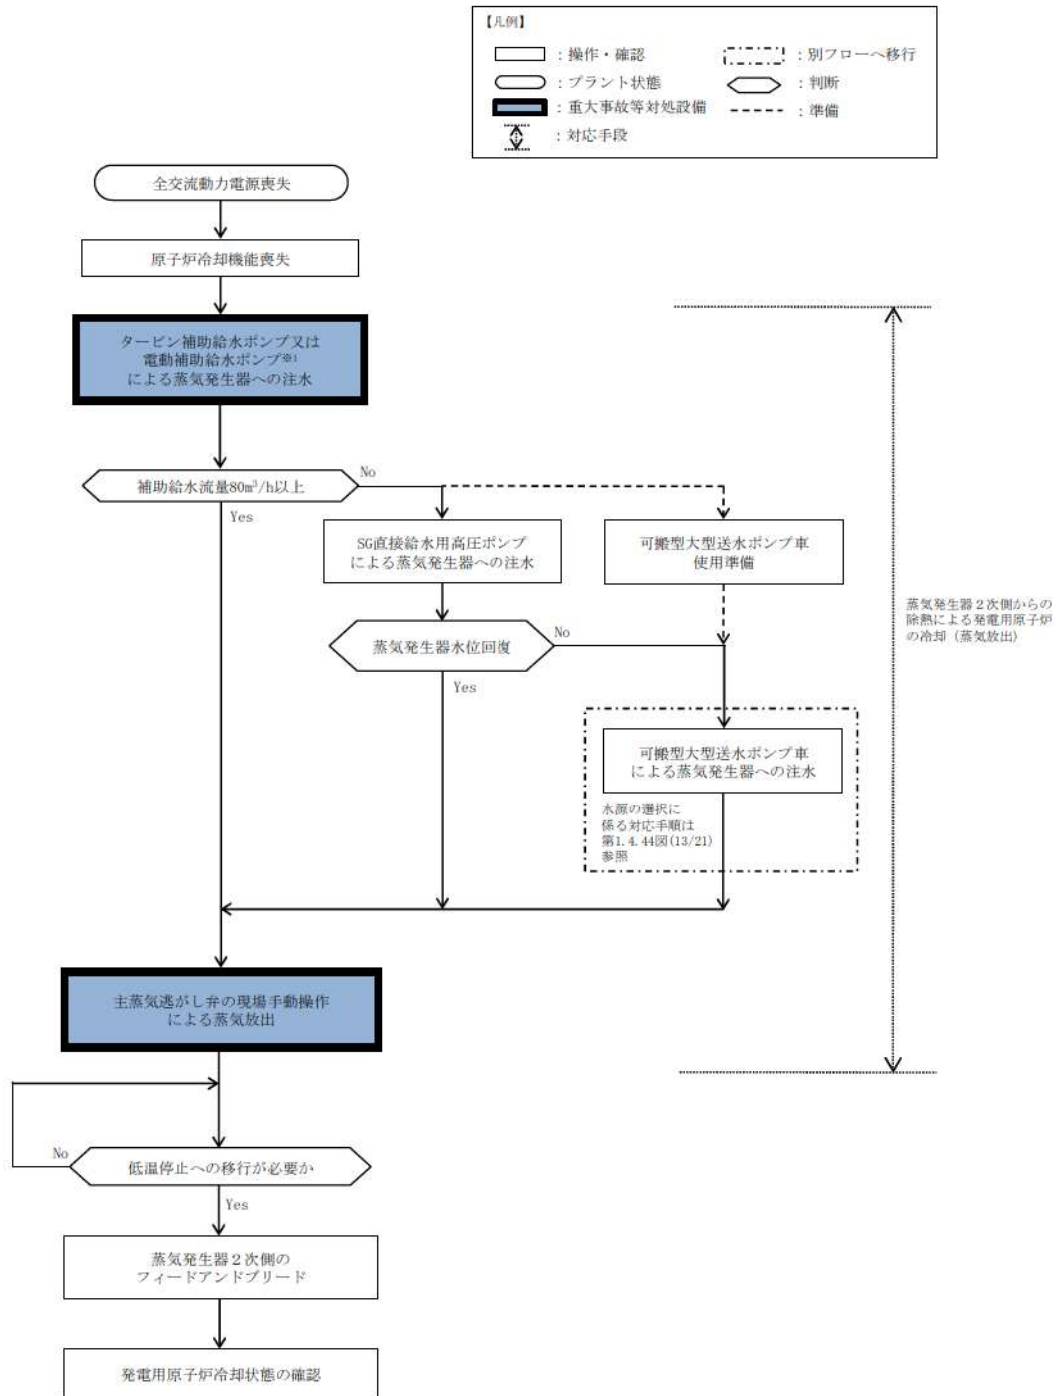 【凡例】
：操作・確認
：別フローへ移行
：プラント状態
：判断
：重大事故等対処設備
：準備
：対応手段
全交流動力電源喪失
原子炉冷却機能喪失
タービン補助給水ポンプ又は
電動補助給水ポンプ※1
による蒸気発生器への注水
補助給水流量80m³/h以上
No
Yes
SG直接給水用高圧ポンプ
による蒸気発生器への注水
可搬型大型送水ポンプ車
使用準備
蒸気発生器水位回復
No
Yes
蒸気発生器２次側からの
除熱による発電用原子炉
の冷却（蒸気放出）
可搬型大型送水ポンプ車
による蒸気発生器への注水
水源の選択に
係る対応手順は
第1.4.44図(13/21)
参照
主蒸気逃がし弁の現場手動操作
による蒸気放出
No
低温停止への移行が必要か
Yes
蒸気発生器２次側の
フィードアンドブリード
発電用原子炉冷却状態の確認